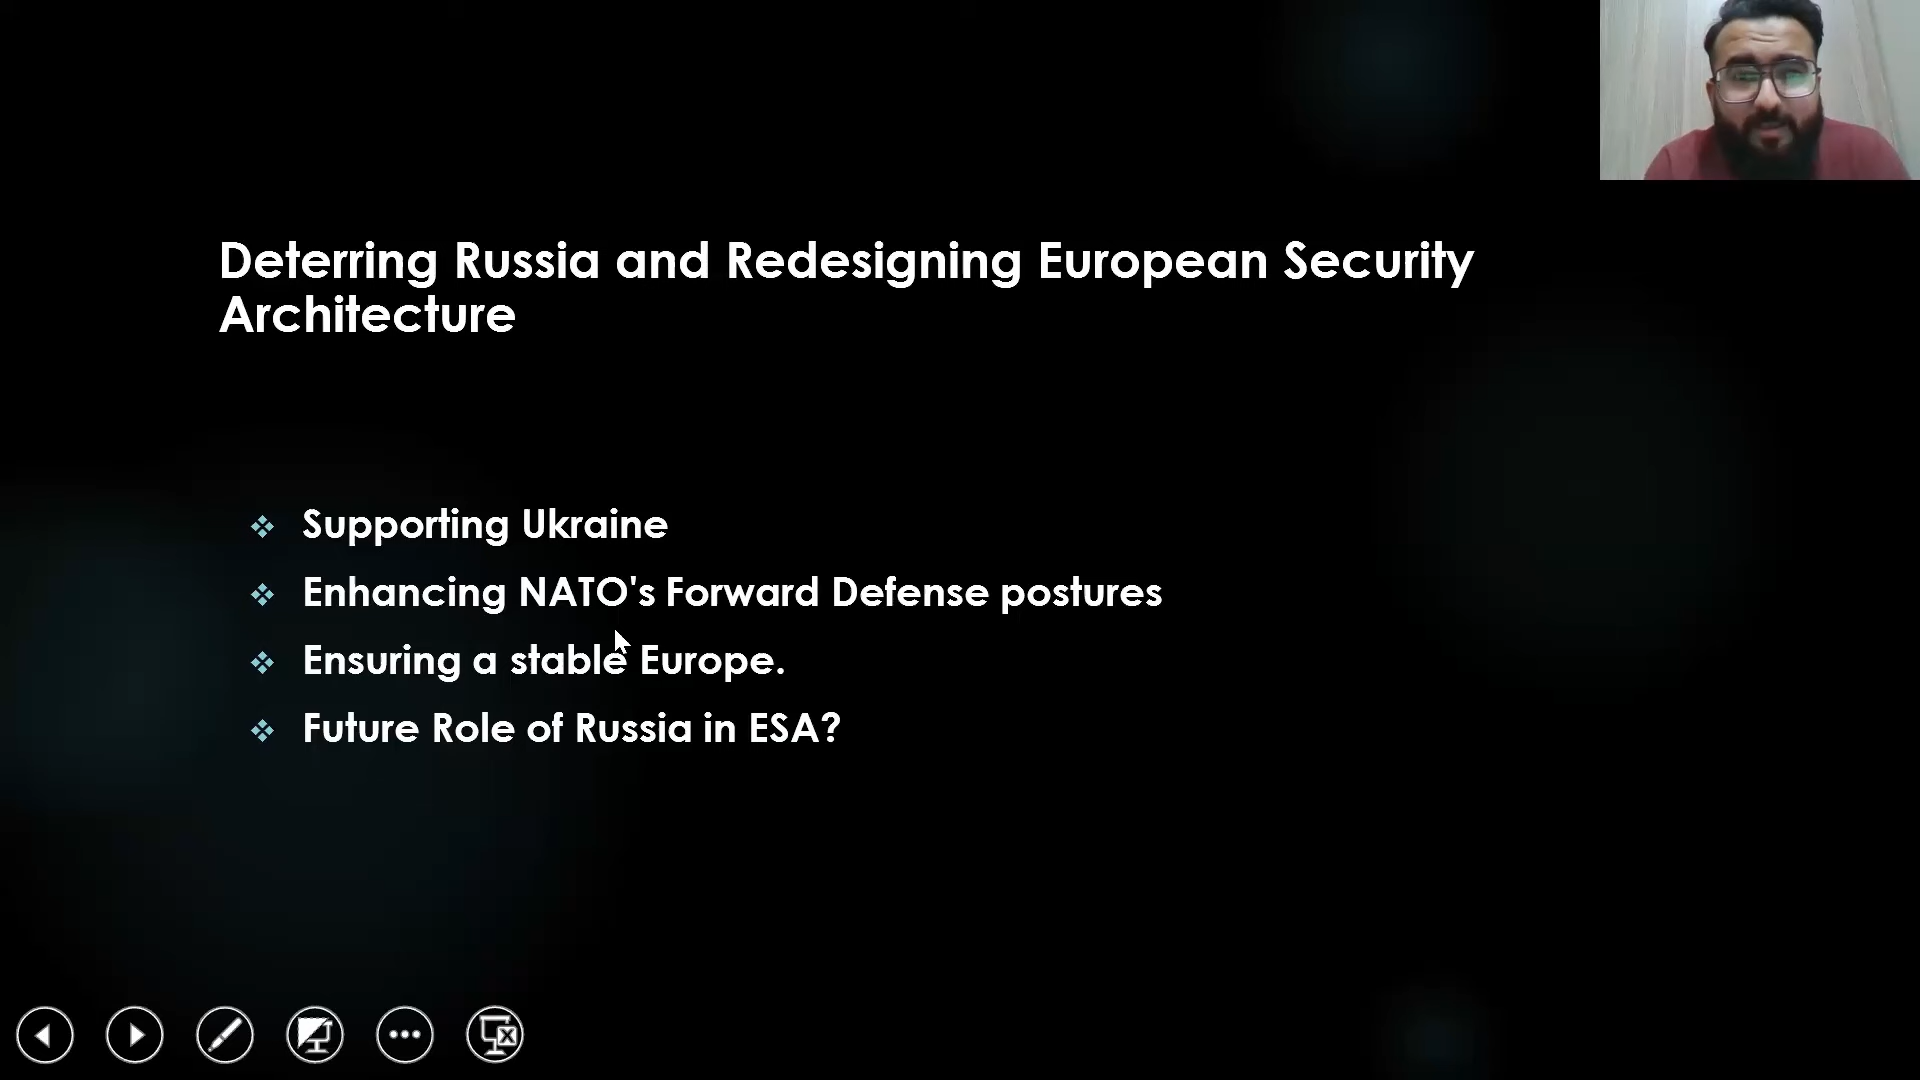 Deterring Russia and Redesigning European Security
Architecture
Supporting Ukraine
Enhancing NATO's Forward Defense postures
Ensuring a stable Europe.
Future Role of Russia in ESA?